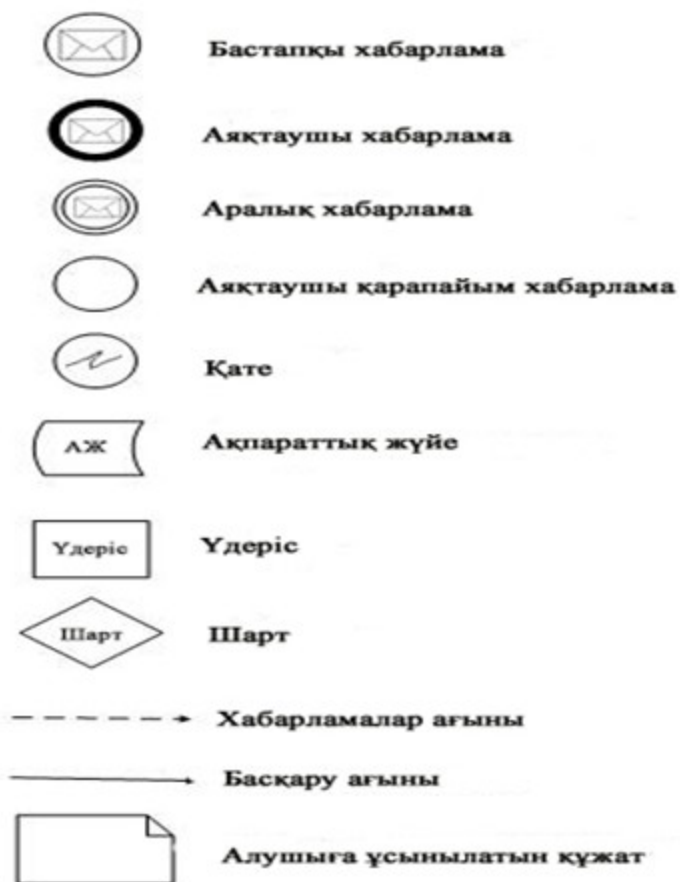 Бастапқы хабарлама
Аяқтаушы хабарлама
Аралық хабарлама
Аяқтаушы қарапайым хабарлама
Қате
АЖ Ақпараттық жүйе
Үдеріс Үдеріс
Шарт Шарт
Хабарламалар ағыны
Басқару ағыны
Алушыға ұсынылатын құжат